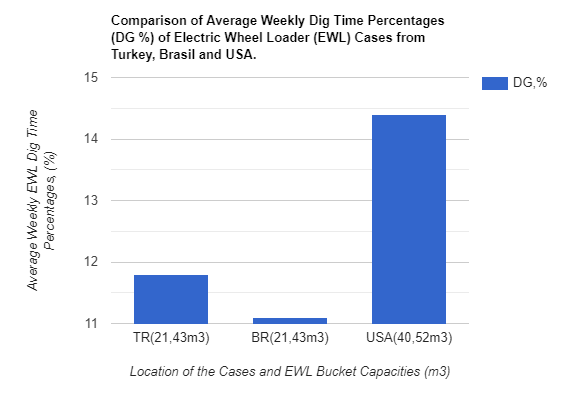 Comparison of Average Weekly Dig Time Percentages
(DG %) of Electric Wheel Loader (EWL) Cases from
Turkey, Brasil and USA.
DG,%
Average Weekly EWL Dig Time
Percentages, (%)
15
14
13
12
11
TR(21,43m3)
BR(21,43m3)
USA(40,52m3)
Location of the Cases and EWL Bucket Capacities (m3)